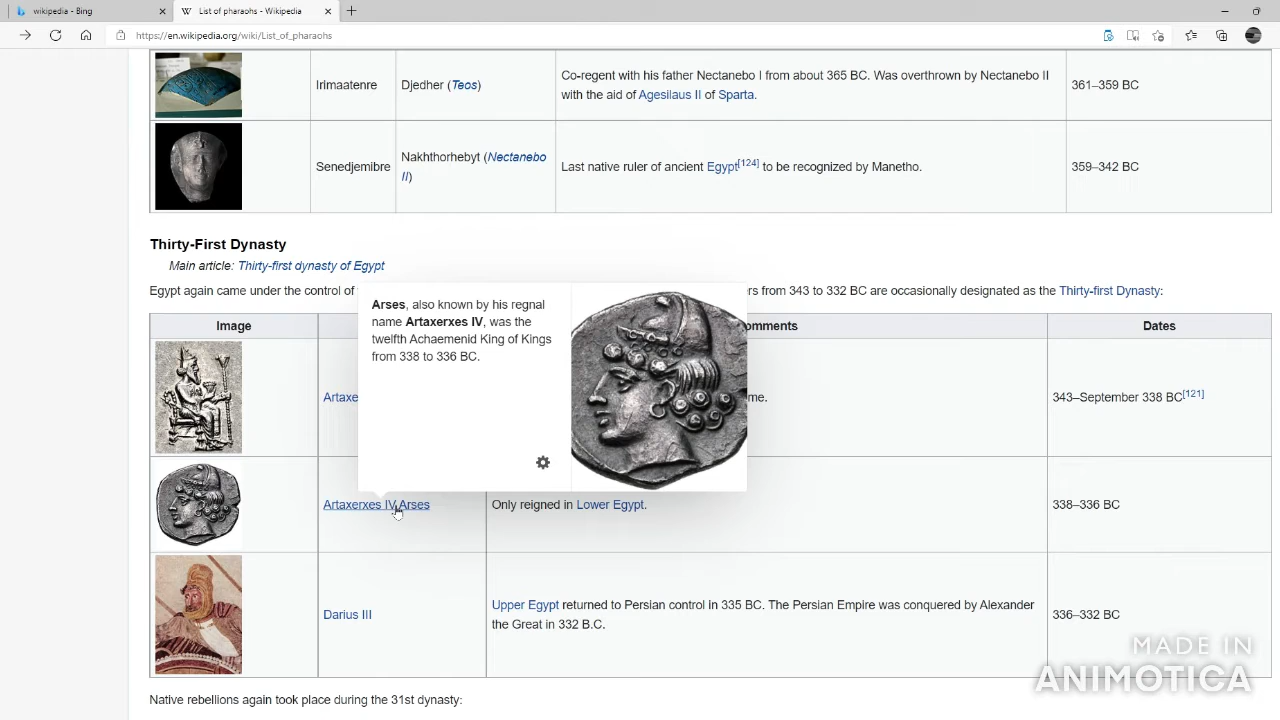 wikipedia - Bing
List of pharaohs - Wikipedia
https://en.wikipedia.org/wiki/List_of_pharaohs
Irimaatenre
Djedher (Teos)
Co-regent with his father Nectanebo I from about 365 BC. Was overthrown by Nectanebo II
with the aid of Agesilaus II of Sparta.
361–359 BC
Senedjemibre
Nakhthorhebyt (Nectanebo
II)
Last native ruler of ancient Egypt[124] to be recognized by Manetho.
359–342 BC
Thirty-First Dynasty
Main article: Thirty-first dynasty of Egypt
Egypt again came under the control of
rs from 343 to 332 BC are occasionally designated as the Thirty-first Dynasty:
Image
omments
Dates
Arses, also known by his regnal
name Artaxerxes IV, was the
twelfth Achaemenid King of Kings
from 338 to 336 BC.
Artaxe
me.
343–September 338 BC[121]
Artaxerxes IV Arses
Only reigned in Lower Egypt.
338–336 BC
Darius III
Upper Egypt returned to Persian control in 335 BC. The Persian Empire was conquered by Alexander
the Great in 332 B.C.
336–332 BC
Native rebellions again took place during the 31st dynasty:
MADE IN
ANIMOTICA